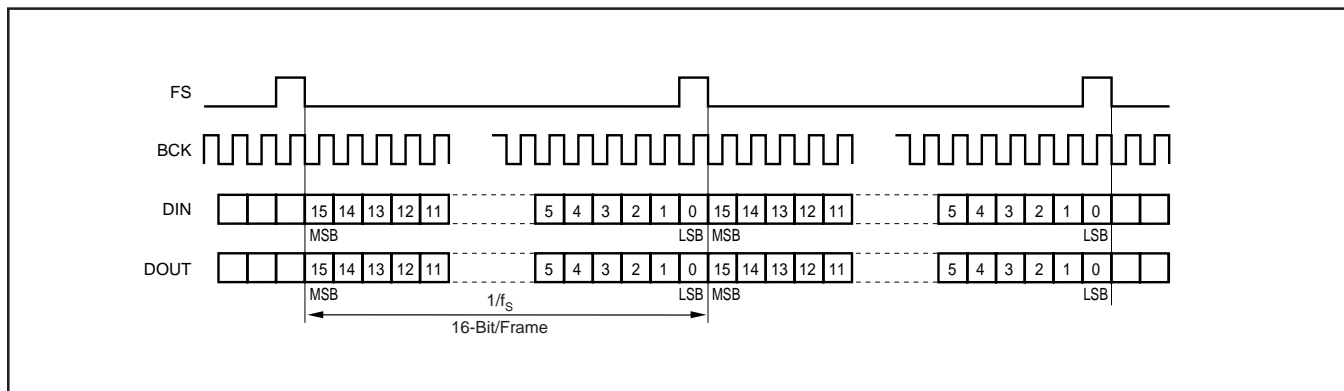 FS
BCK
DIN 15 14 13 12 11 5 4 3 2 1 0 15 14 13 12 11 5 4 3 2 1 0
MSB LSB MSB LSB
DOUT 15 14 13 12 11 5 4 3 2 1 0 15 14 13 12 11 5 4 3 2 1 0
MSB LSB MSB LSB
1/fS
16-Bit/Frame